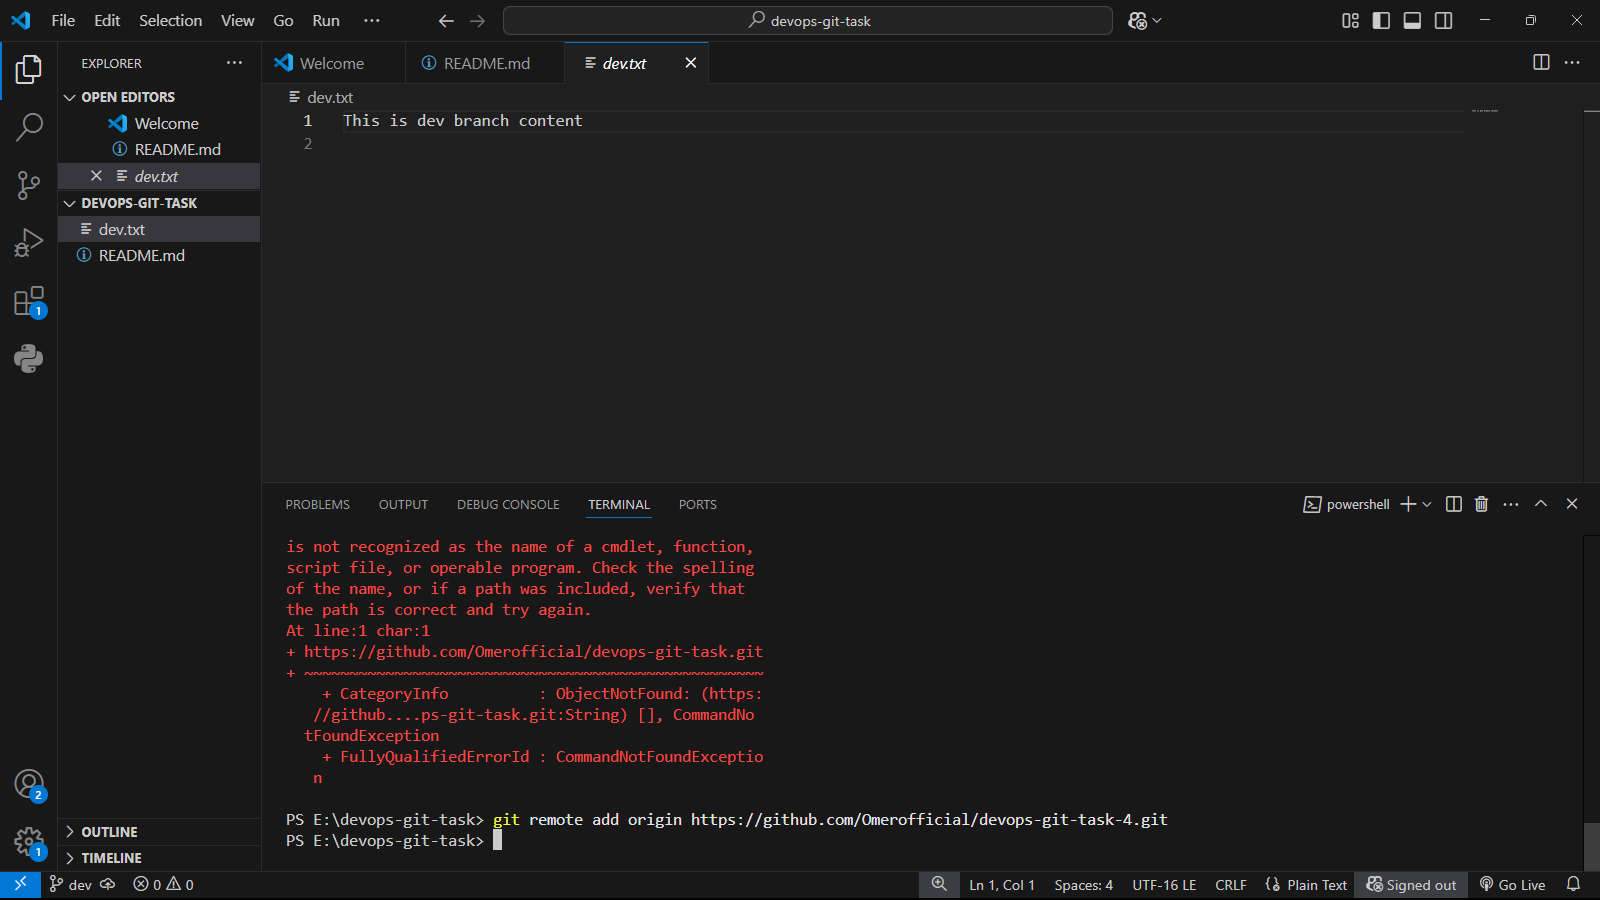 File Edit Selection View Go Run ···
devops-git-task
EXPLORER
OPEN EDITORS
Welcome
README.md
dev.txt
DEVOPS-GIT-TASK
dev.txt
README.md
OUTLINE
TIMELINE
1
2
1
Welcome README.md dev.txt
dev.txt
1 This is dev branch content
2
PROBLEMS OUTPUT DEBUG CONSOLE TERMINAL PORTS
powershell
is not recognized as the name of a cmdlet, function,
script file, or operable program. Check the spelling
of the name, or if a path was included, verify that
the path is correct and try again.
At line:1 char:1
+ https://github.com/Omerofficial/devops-git-task.git
+ ~~~~~~~~~~~~~~~~~~~~~~~~~~~~~~~~~~~~~~~~~~~~~~~~~~~
+ CategoryInfo : ObjectNotFound: (https:
//github....ps-git-task.git:String) [], CommandNo
tFoundException
+ FullyQualifiedErrorId : CommandNotFoundExceptio
n
PS E:\devops-git-task> git remote add origin https://github.com/Omerofficial/devops-git-task-4.git
PS E:\devops-git-task>
dev 0 0 Ln 1, Col 1 Spaces: 4 UTF-16 LE CRLF {} Plain Text Signed out Go Live